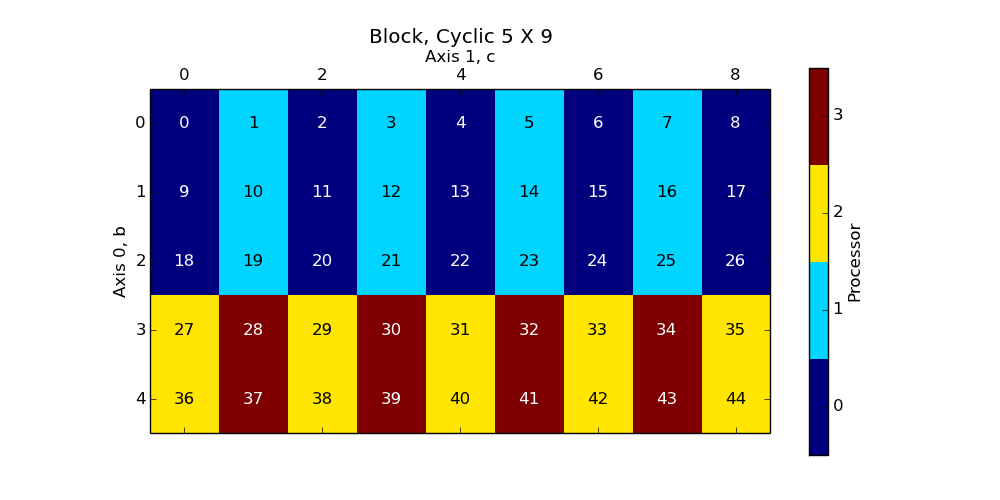 Block, Cyclic 5 X 9
Axis 1, c
0 2 4 6 8
0 0 1 2 3 4 5 6 7 8
1 9 10 11 12 13 14 15 16 17
2 18 19 20 21 22 23 24 25 26
3 27 28 29 30 31 32 33 34 35
4 36 37 38 39 40 41 42 43 44
Axis 0, b
3
2
1
0
Processor